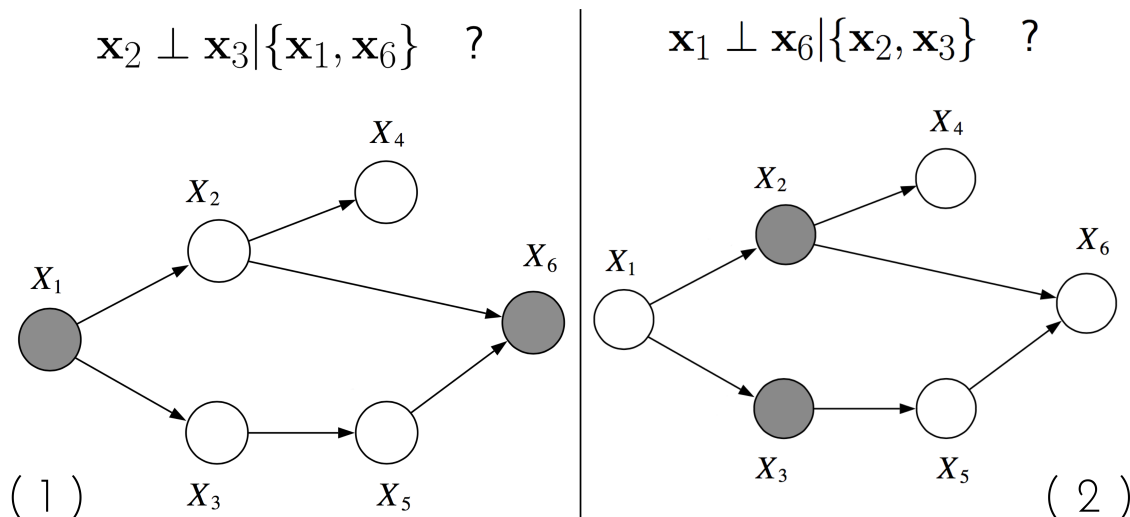 x₂ ⊥ x₃|{x₁, x₆} ?
X₄
X₂
X₆
X₁
X₃
X₅
( 1 )
x₁ ⊥ x₆|{x₂, x₃} ?
X₄
X₂
X₆
X₁
X₃
X₅
( 2 )